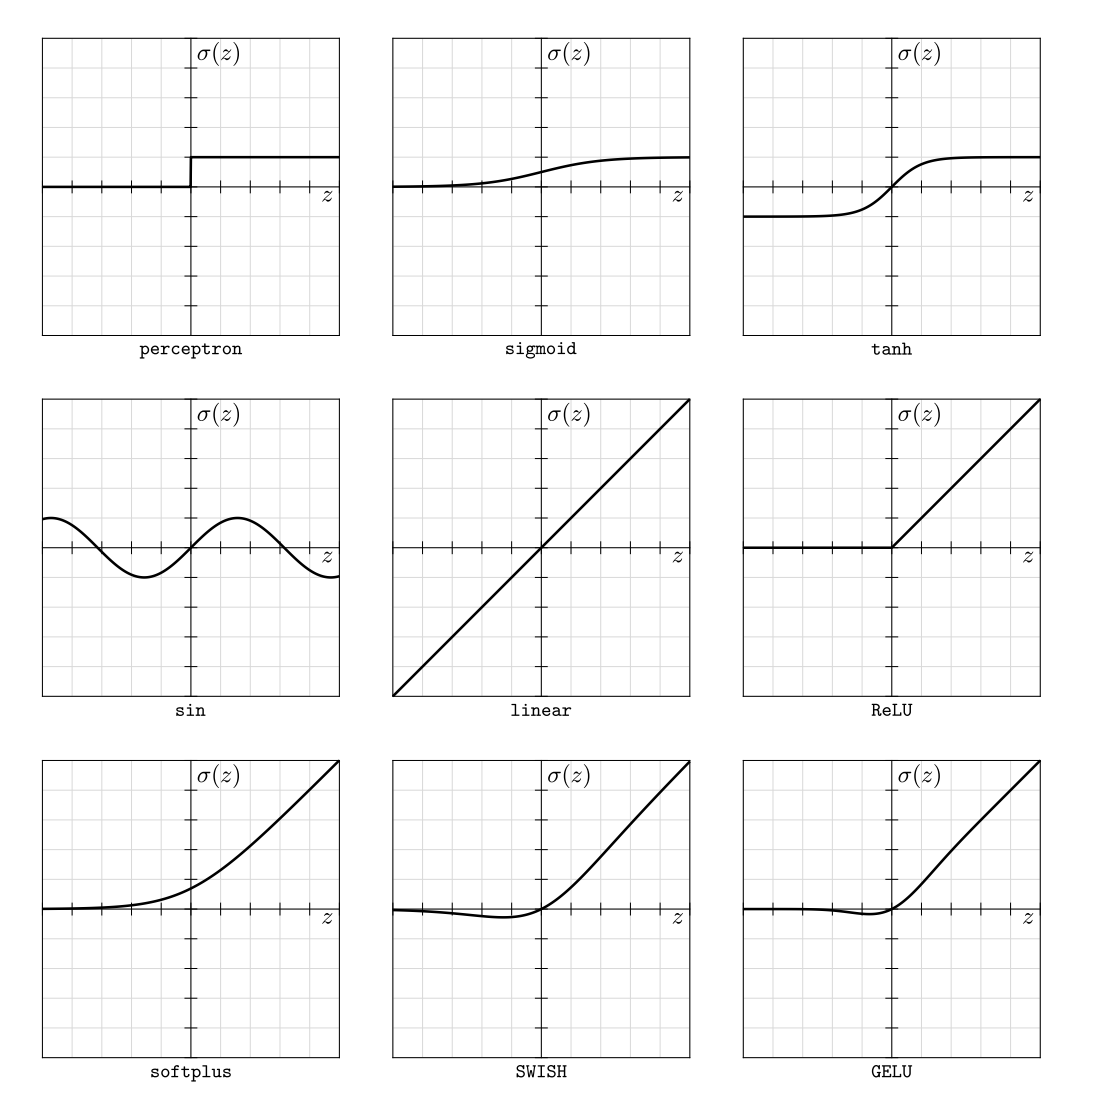 σ(z) σ(z) σ(z)
z z z
perceptron sigmoid tanh
σ(z) σ(z) σ(z)
z z z
sin linear ReLU
σ(z) σ(z) σ(z)
z z z
softplus SWISH GELU